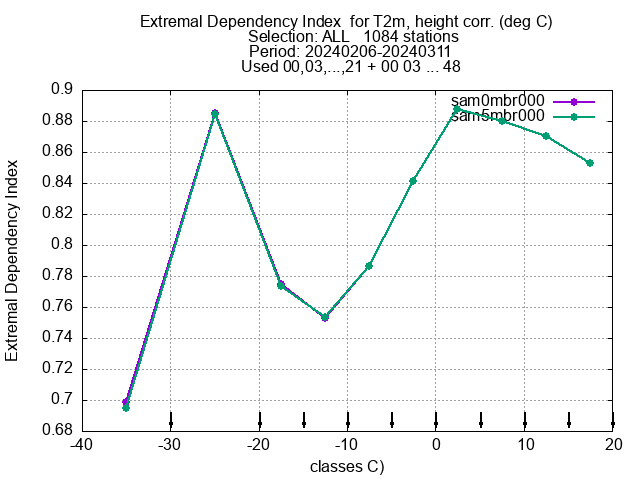 Extremal Dependency Index  for T2m, height corr. (deg C)
Selection: ALL   1084 stations
Period: 20240206-20240311
Used 00,03,...,21 + 00 03 ... 48
sam0mbr000
sam5mbr000
Extremal Dependency Index
0.9
0.88
0.86
0.84
0.82
0.8
0.78
0.76
0.74
0.72
0.7
0.68
-40 -30 -20 -10 0 10 20
classes C)